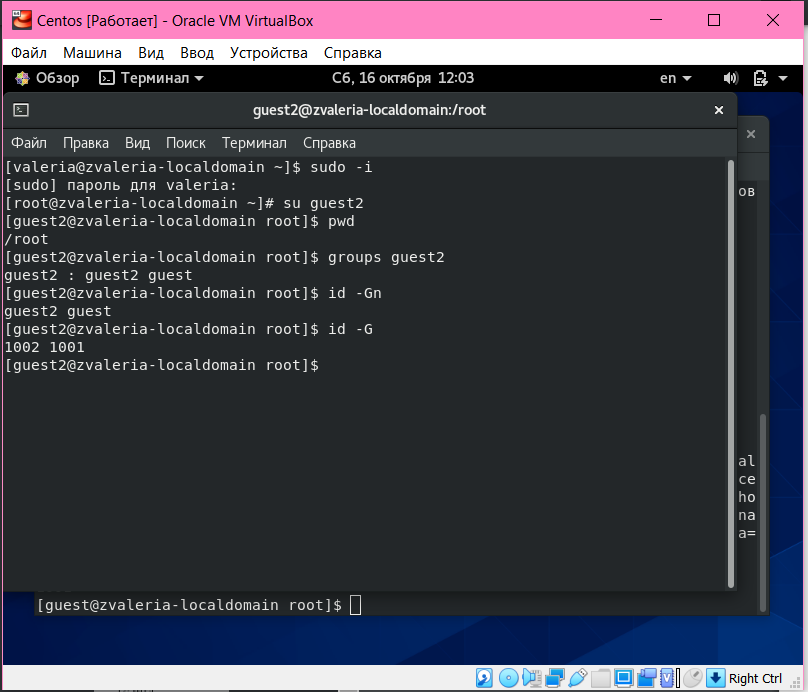 Centos [Работает] - Oracle VM VirtualBox
Файл Машина Вид Ввод Устройства Справка
Обзор Терминал Сб, 16 октября 12:03 en
guest2@zvaleria-localdomain:/root
Файл Правка Вид Поиск Терминал Справка
[valeria@zvaleria-localdomain ~]$ sudo -i
[sudo] пароль для valeria:
[root@zvaleria-localdomain ~]# su guest2
[guest2@zvaleria-localdomain root]$ pwd
/root
[guest2@zvaleria-localdomain root]$ groups guest2
guest2 : guest2 guest
[guest2@zvaleria-localdomain root]$ id -Gn
guest2 guest
[guest2@zvaleria-localdomain root]$ id -G
1002 1001
[guest2@zvaleria-localdomain root]$
ов
al
ce
ho
na
a=
[guest@zvaleria-localdomain root]$
Right Ctrl